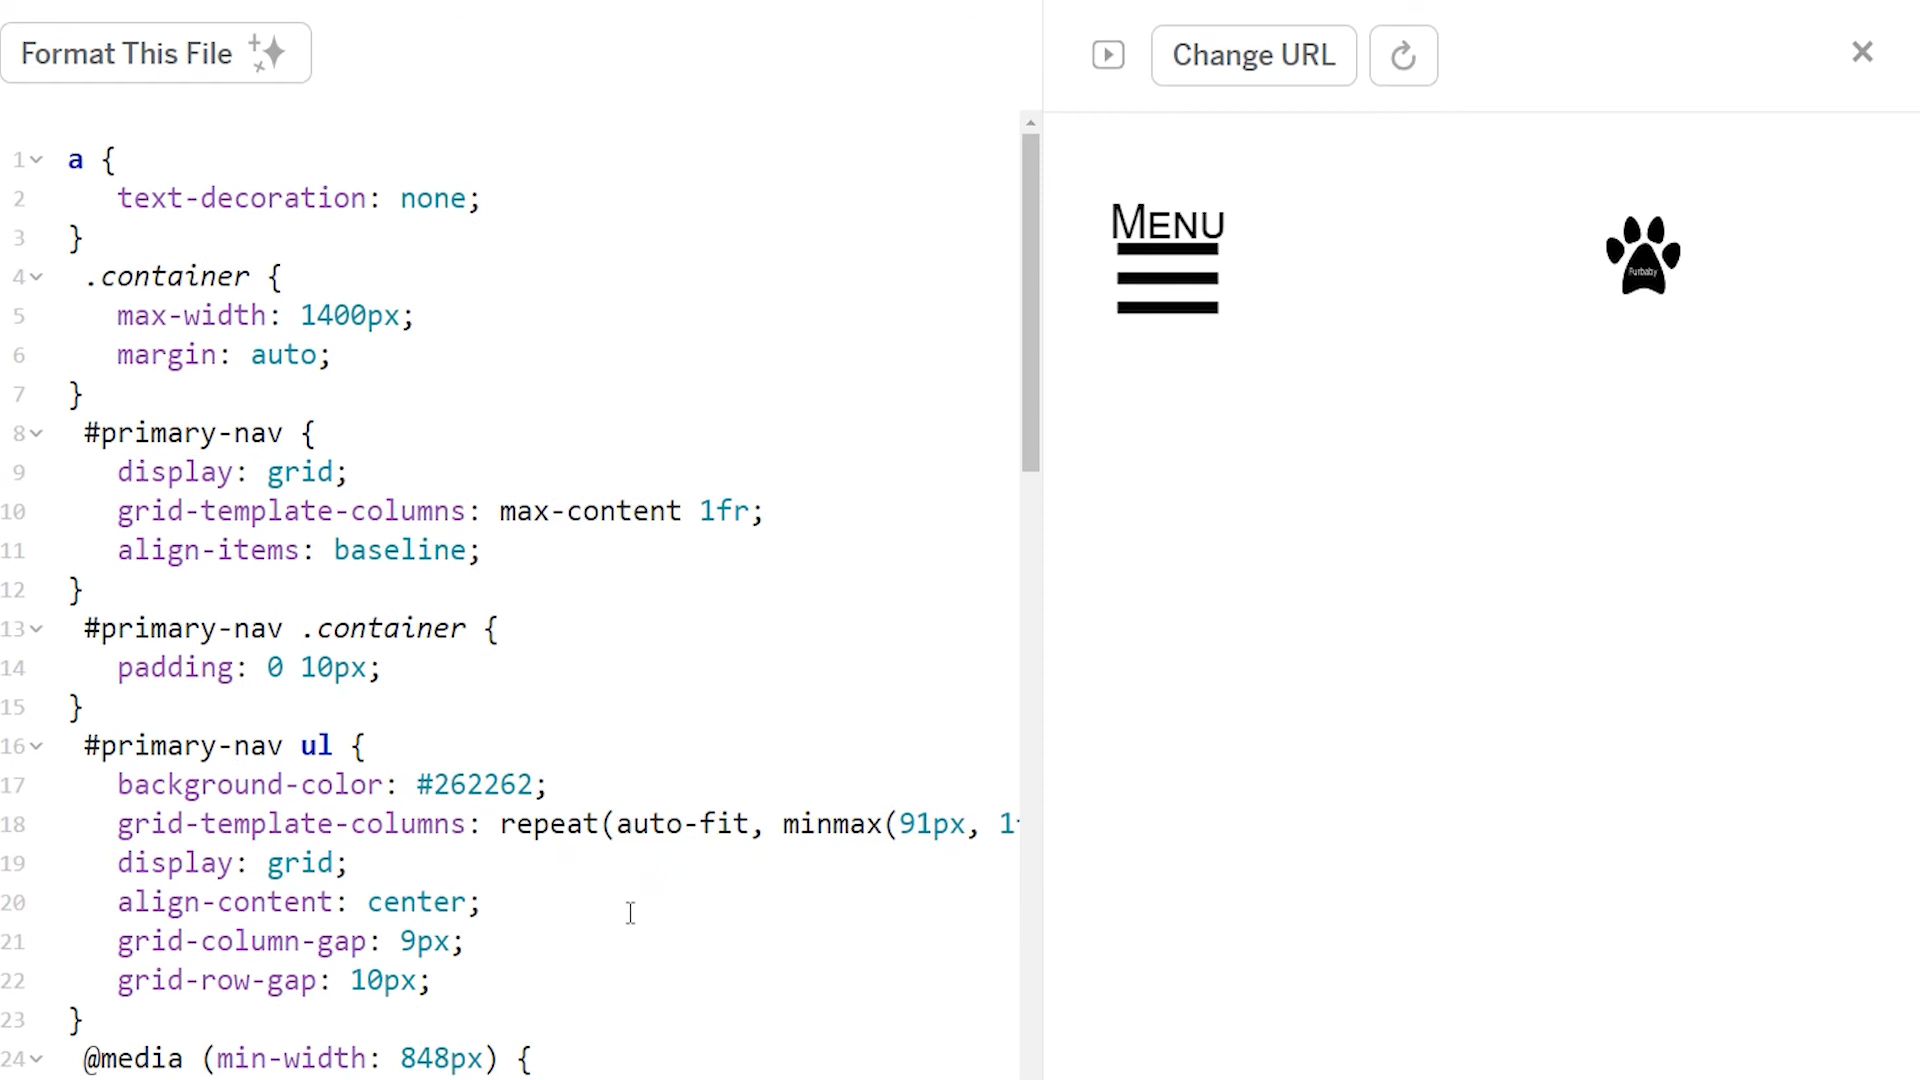 Format This File
Change URL
1 a {
2 text-decoration: none;
3 }
4 .container {
5 max-width: 1400px;
6 margin: auto;
7 }
8 #primary-nav {
9 display: grid;
10 grid-template-columns: max-content 1fr;
11 align-items: baseline;
12 }
13 #primary-nav .container {
14 padding: 0 10px;
15 }
16 #primary-nav ul {
17 background-color: #262262;
18 grid-template-columns: repeat(auto-fit, minmax(91px, 1
19 display: grid;
20 align-content: center;
21 grid-column-gap: 9px;
22 grid-row-gap: 10px;
23 }
24 @media (min-width: 848px) {
MENU
Furbaby